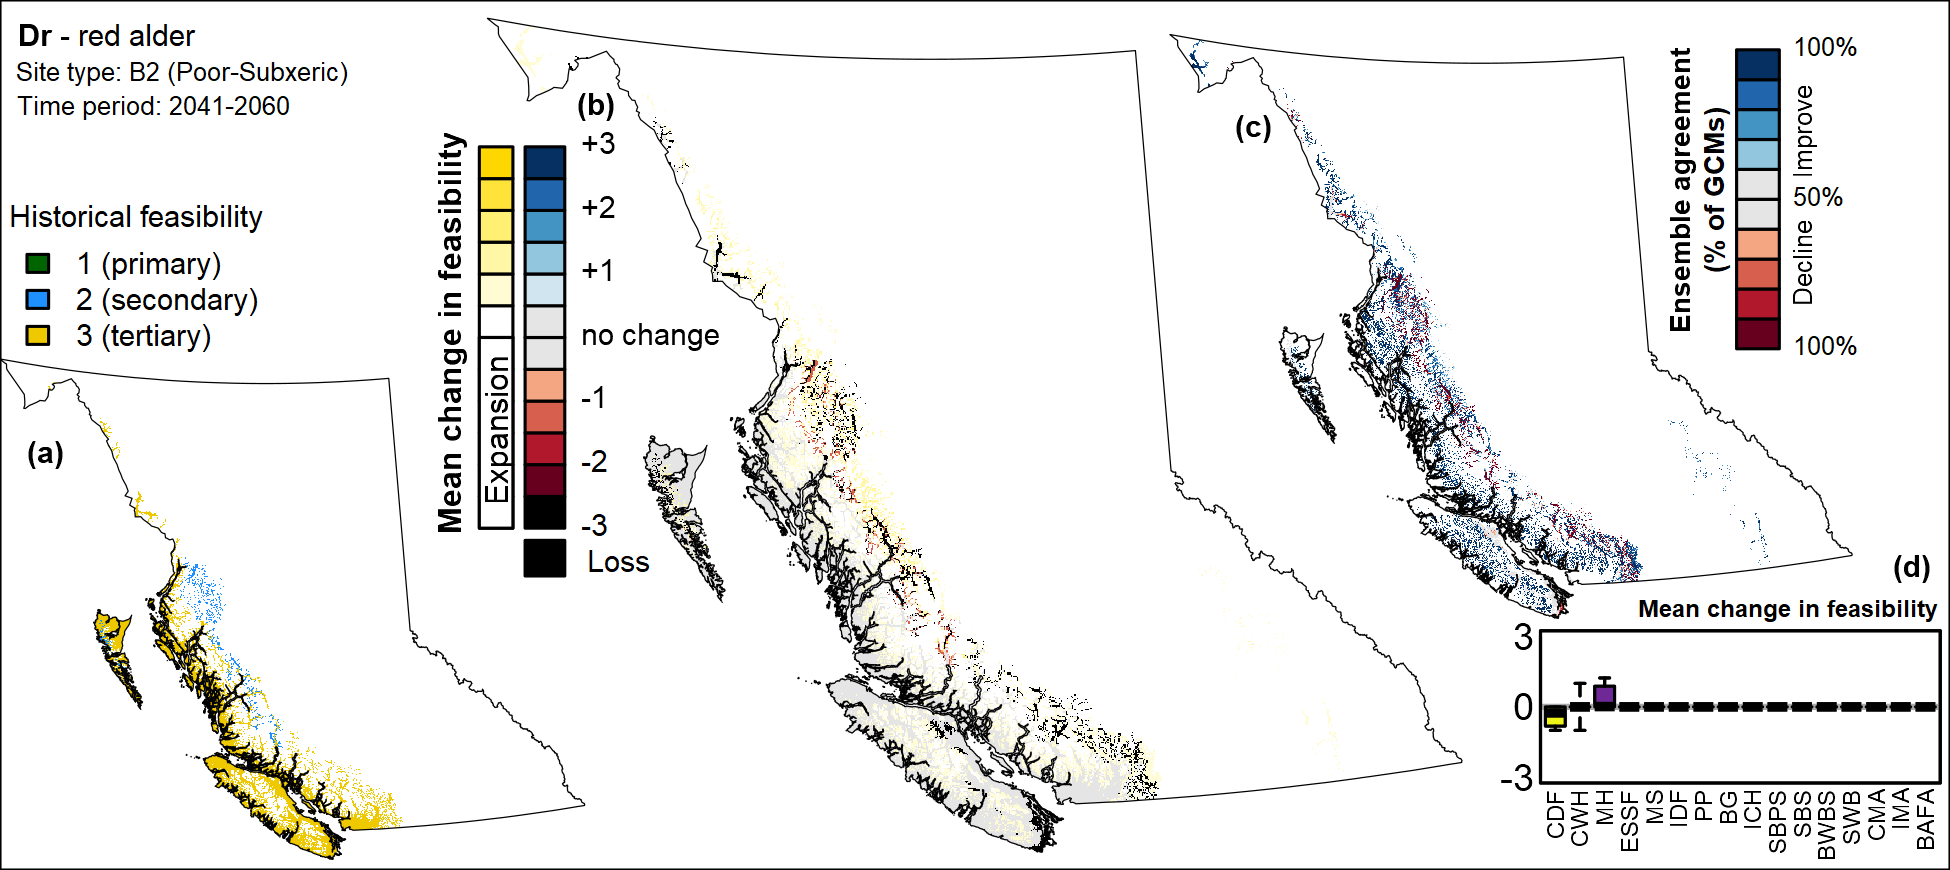 Dr - red alder
Site type: B2 (Poor-Subxeric)
Time period: 2041-2060
Historical feasibility
1 (primary)
2 (secondary)
3 (tertiary)
(a)
(b)
Mean change in feasibility
Expansion
+3
+2
+1
no change
-1
-2
-3
Loss
(c)
Ensemble agreement
(% of GCMs)
100%
Improve
50%
Decline
100%
(d)
Mean change in feasibility
3
0
-3
CDF
CWH
MH
ESSF
MS
IDF
PP
BG
ICH
SBPS
SBS
BWBS
SWB
CMA
IMA
BAFA